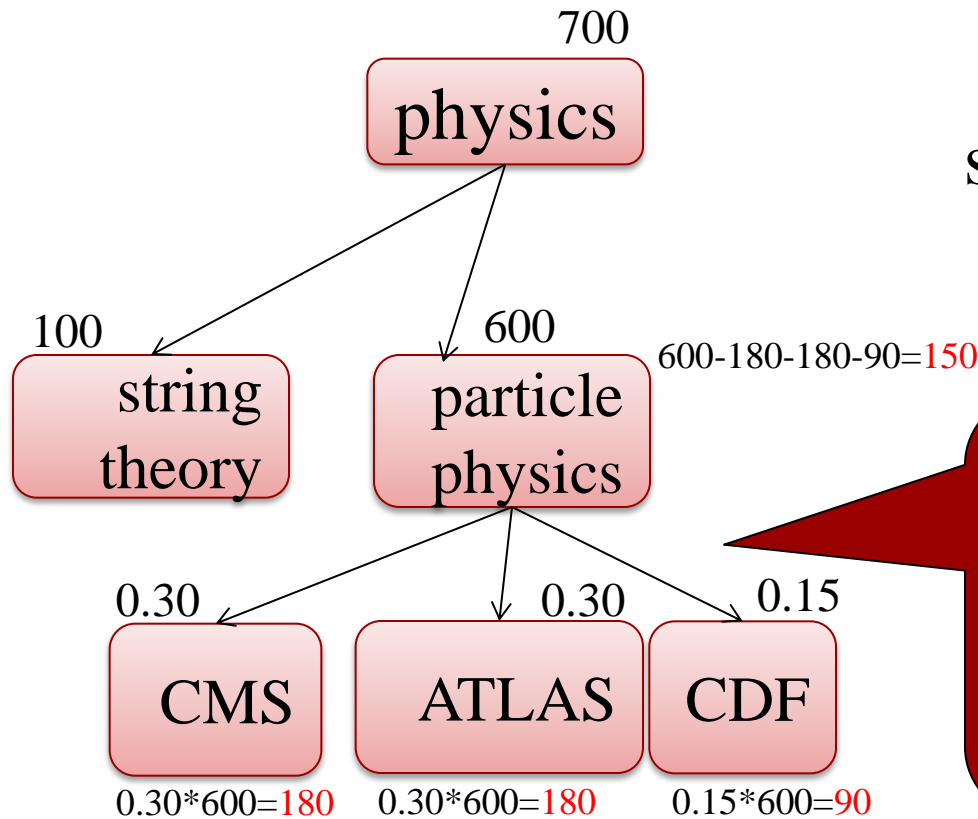 700
physics
S
100
600
600-180-180-90=150
string
theory
particle
physics
0.30
0.30
0.15
CMS
ATLAS
CDF
0.30*600=180
0.30*600=180
0.15*600=90